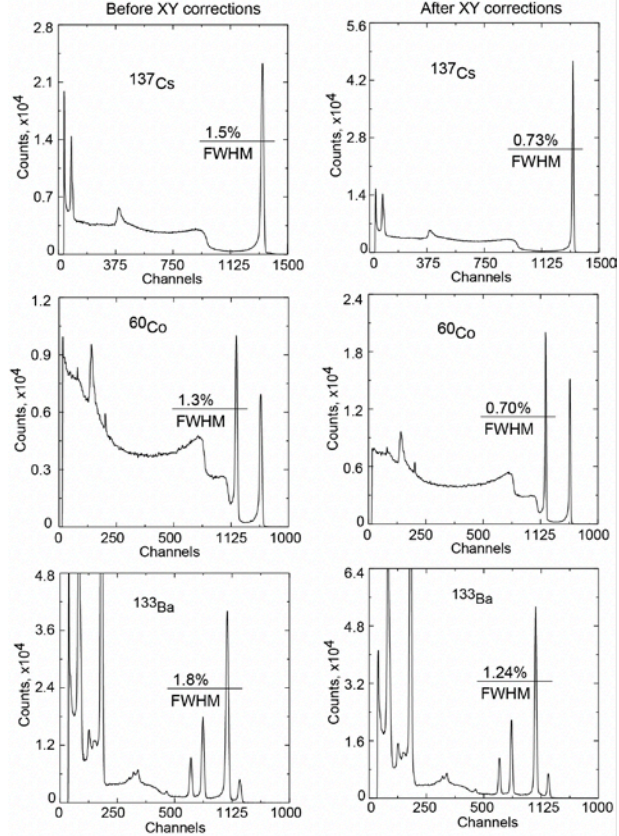 Before XY corrections
After XY corrections
2.8
2.1
1.4
0.7
0
Counts, x10⁴
¹³⁷Cs
1.5%
FWHM
0
375
750
1125
1500
Channels
5.6
4.2
2.8
1.4
0
Counts, x10⁴
¹³⁷Cs
0.73%
FWHM
0
375
750
1125
1500
Channels
1.2
0.9
0.6
0.3
0
Counts, x10⁴
⁶⁰Co
1.3%
FWHM
0
250
500
1125
1000
Channels
2.4
1.8
1.2
0.6
0
Counts, x10⁴
⁶⁰Co
0.70%
FWHM
0
250
500
1125
1000
Channels
4.8
3.6
2.4
1.2
0
Counts, x10⁴
¹³³Ba
1.8%
FWHM
0
250
500
1125
1000
Channels
6.4
4.8
3.2
1.6
0
Counts, x10⁴
¹³³Ba
1.24%
FWHM
0
250
500
1125
1000
Channels